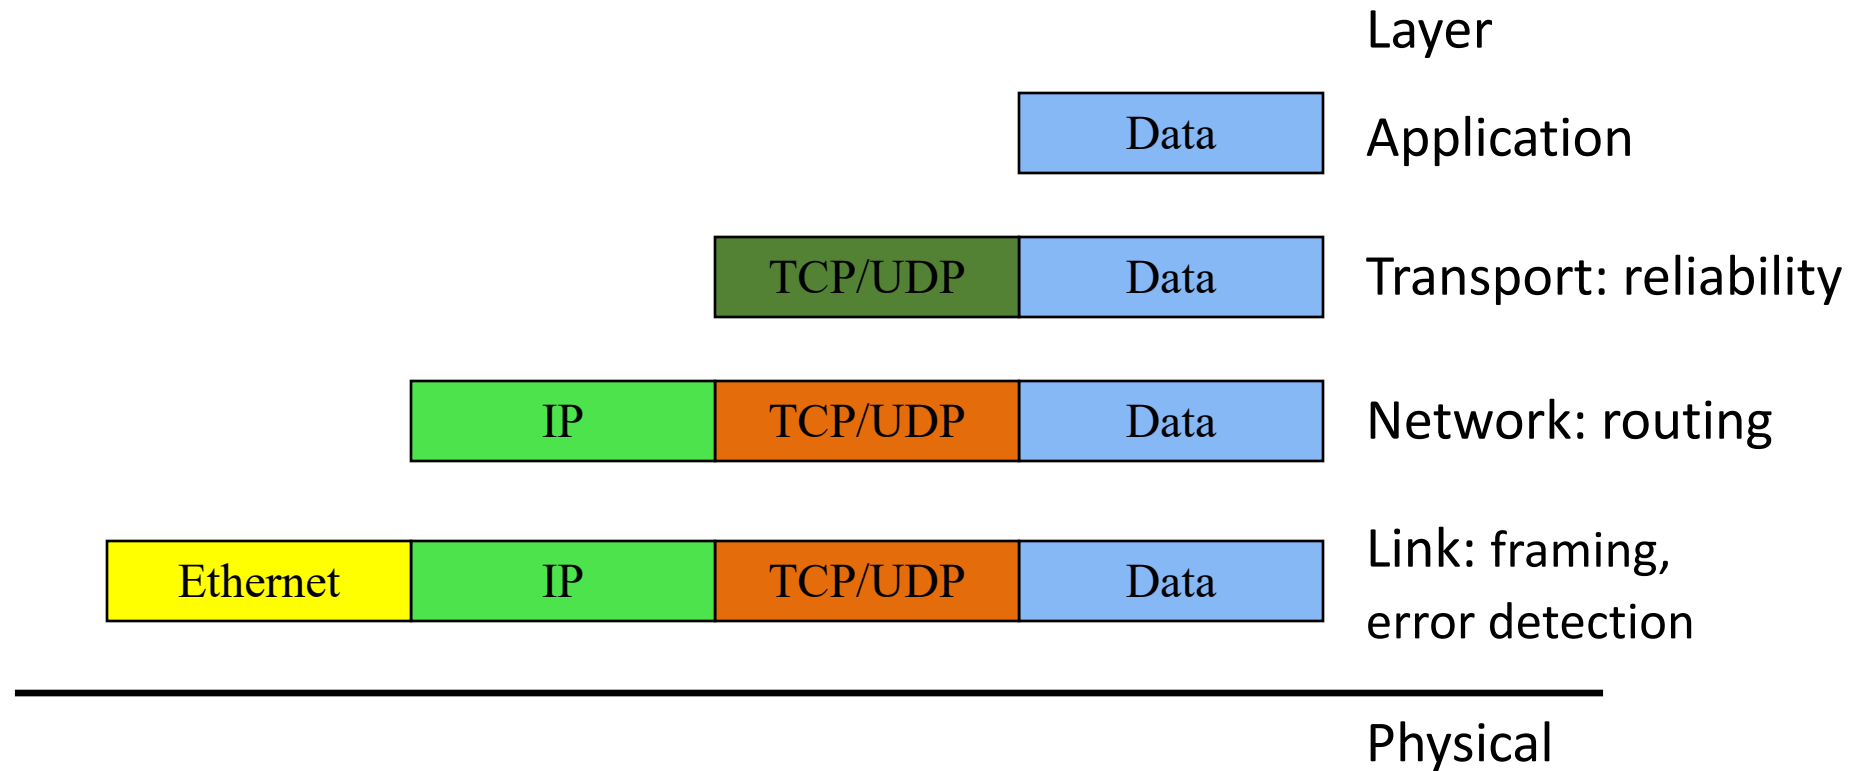 Layer
Data
Application
TCP/UDP Data
Transport: reliability
IP TCP/UDP Data
Network: routing
Ethernet IP TCP/UDP Data
Link: framing,
error detection
Physical